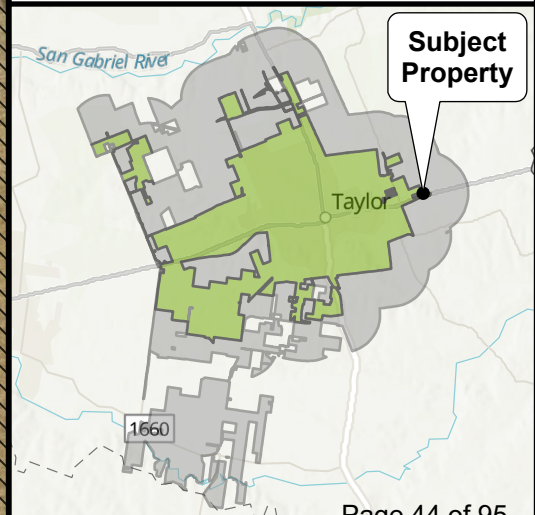 San Gabriel River
Subject
Property
Taylor
1660
Page 44 of 95